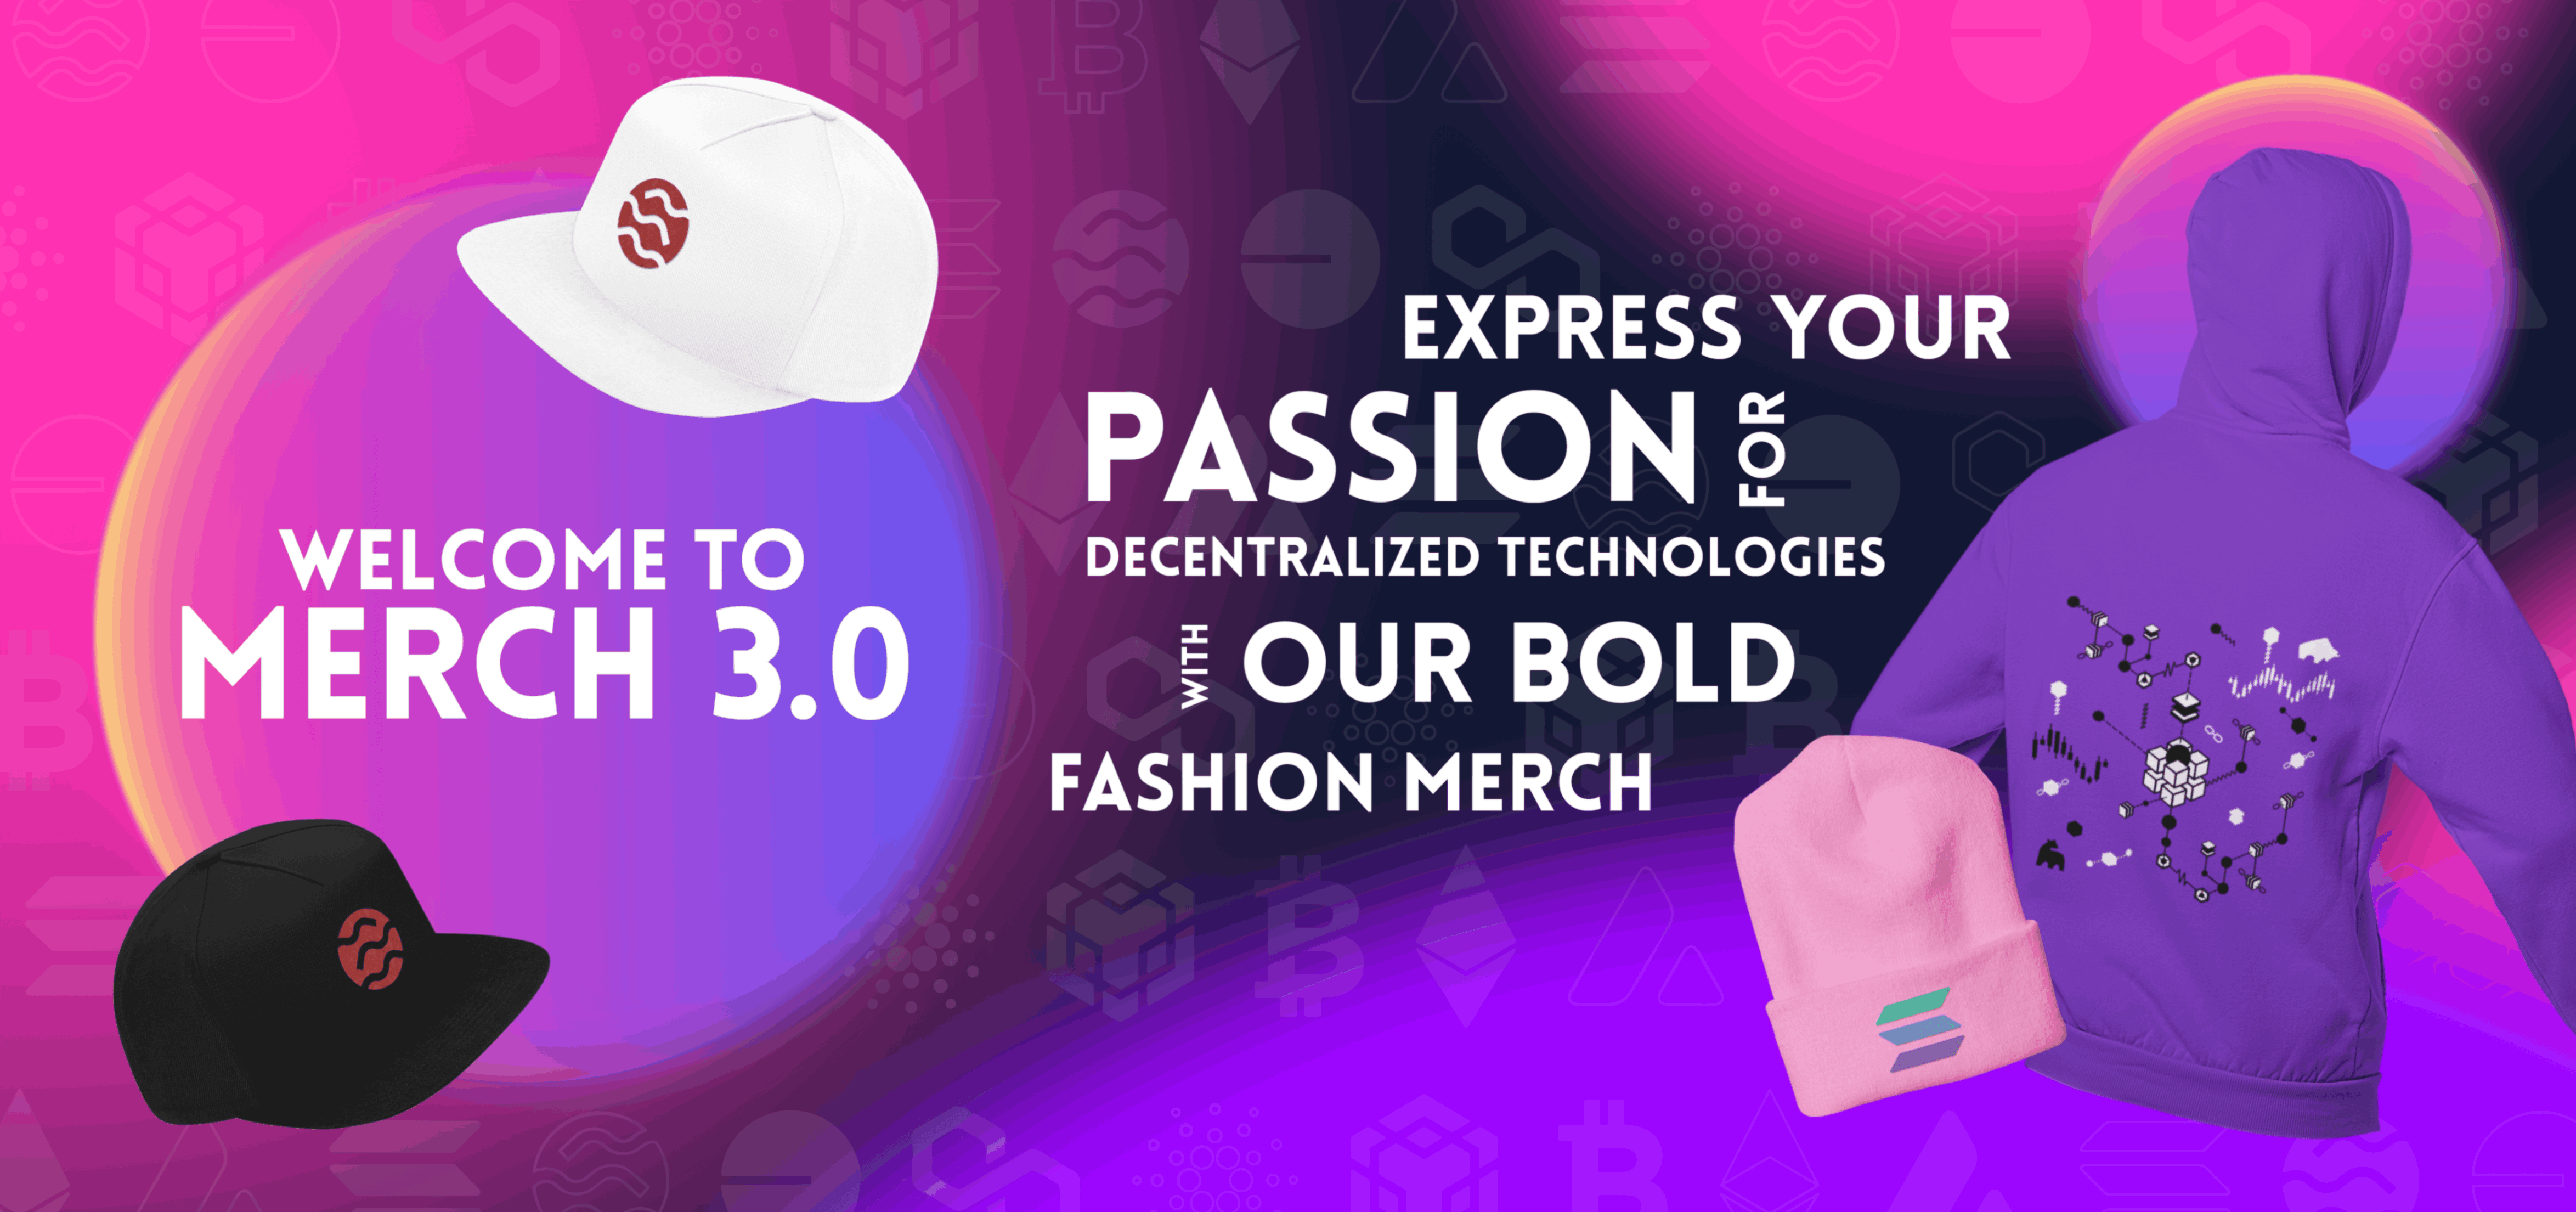 WELCOME TO
MERCH 3.0
EXPRESS YOUR
PASSION FOR
DECENTRALIZED TECHNOLOGIES
WITH OUR BOLD
FASHION MERCH